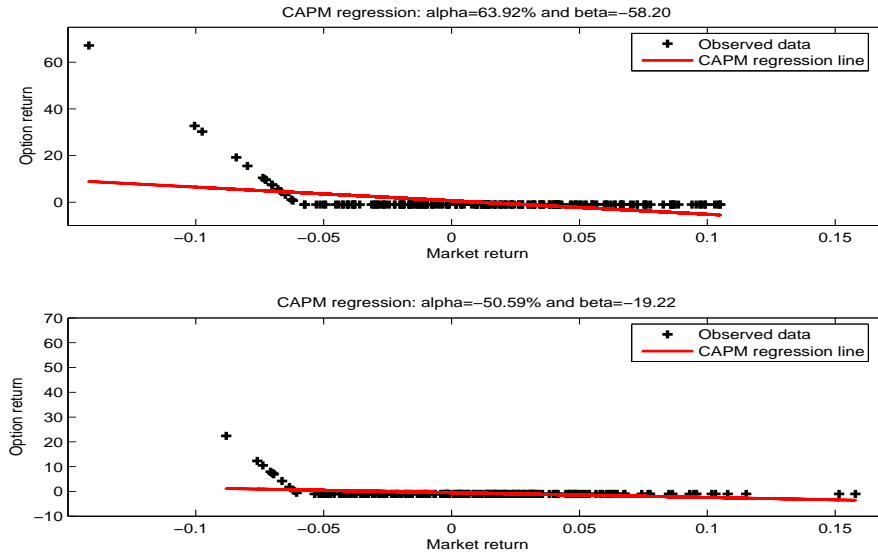 CAPM regression: alpha=63.92% and beta=−58.20
Observed data
CAPM regression line
60
40
20
0
Option return
−0.1
−0.05
0
0.05
0.1
0.15
Market return
CAPM regression: alpha=−50.59% and beta=−19.22
Observed data
CAPM regression line
70
60
50
40
30
20
10
0
−10
Option return
−0.1
−0.05
0
0.05
0.1
0.15
Market return